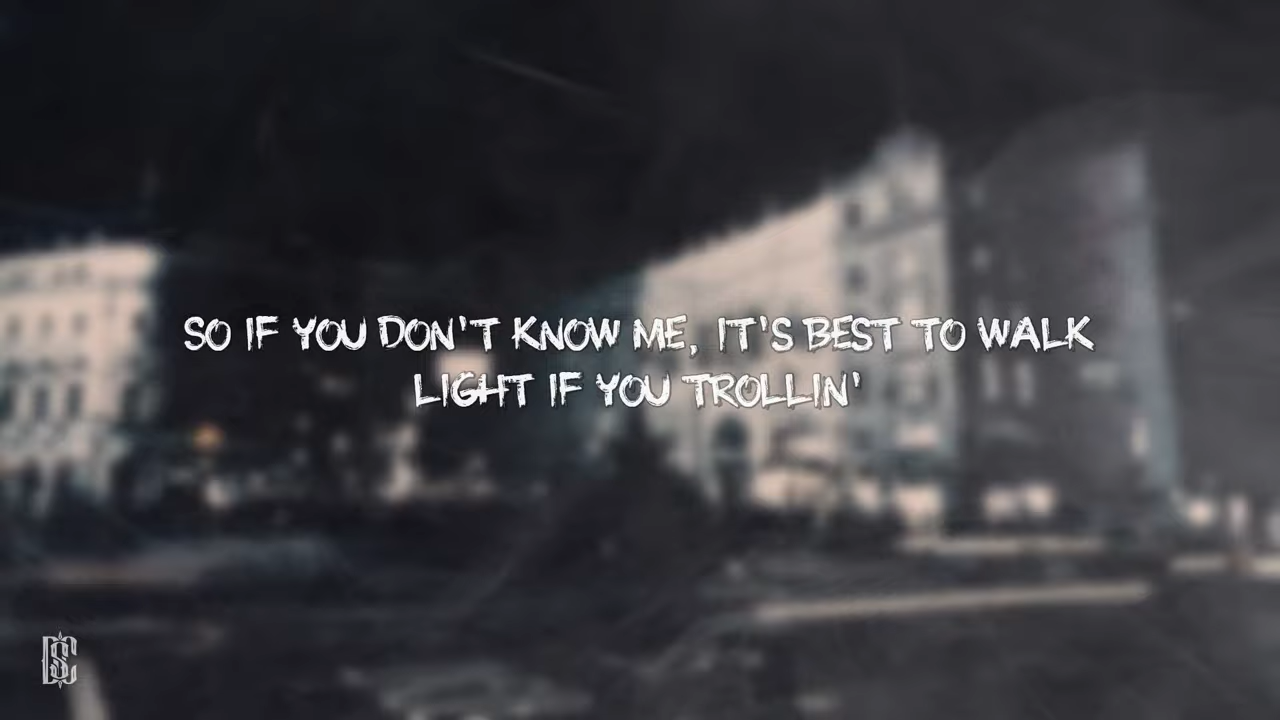 SO IF YOU DON'T KNOW ME, IT'S BEST TO WALK
LIGHT IF YOU TROLLIN'